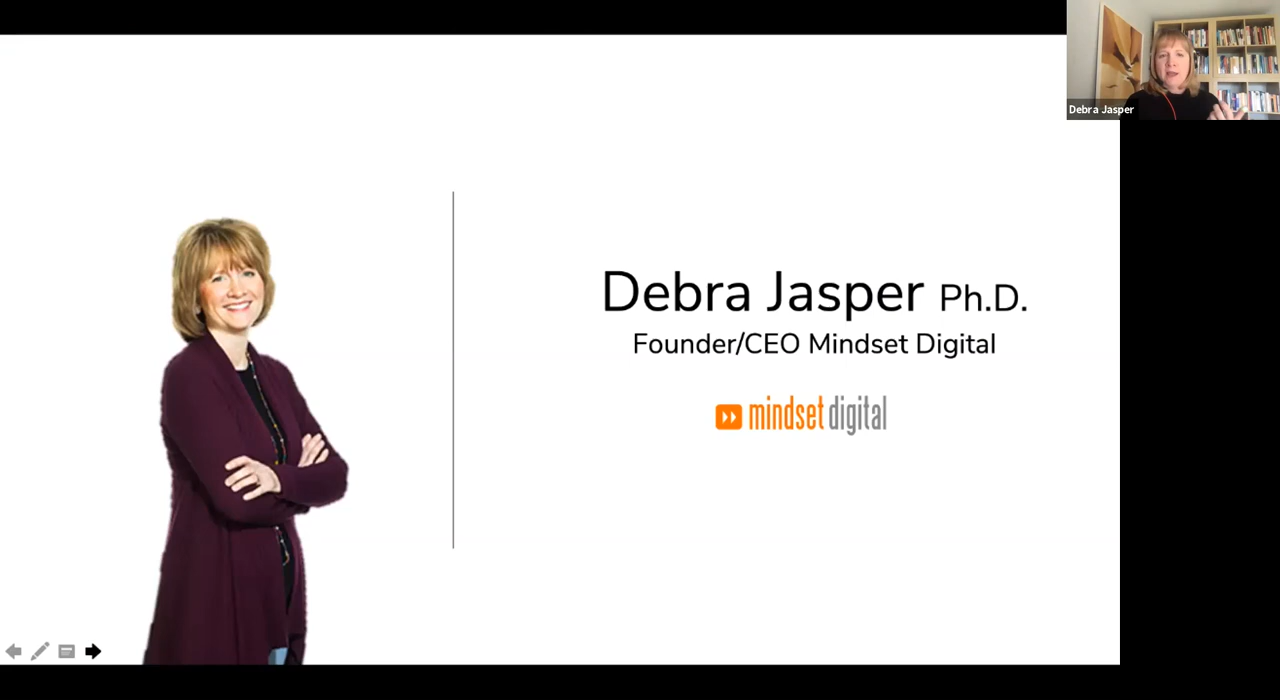 Debra Jasper
Debra Jasper Ph.D.
Founder/CEO Mindset Digital
mindset digital